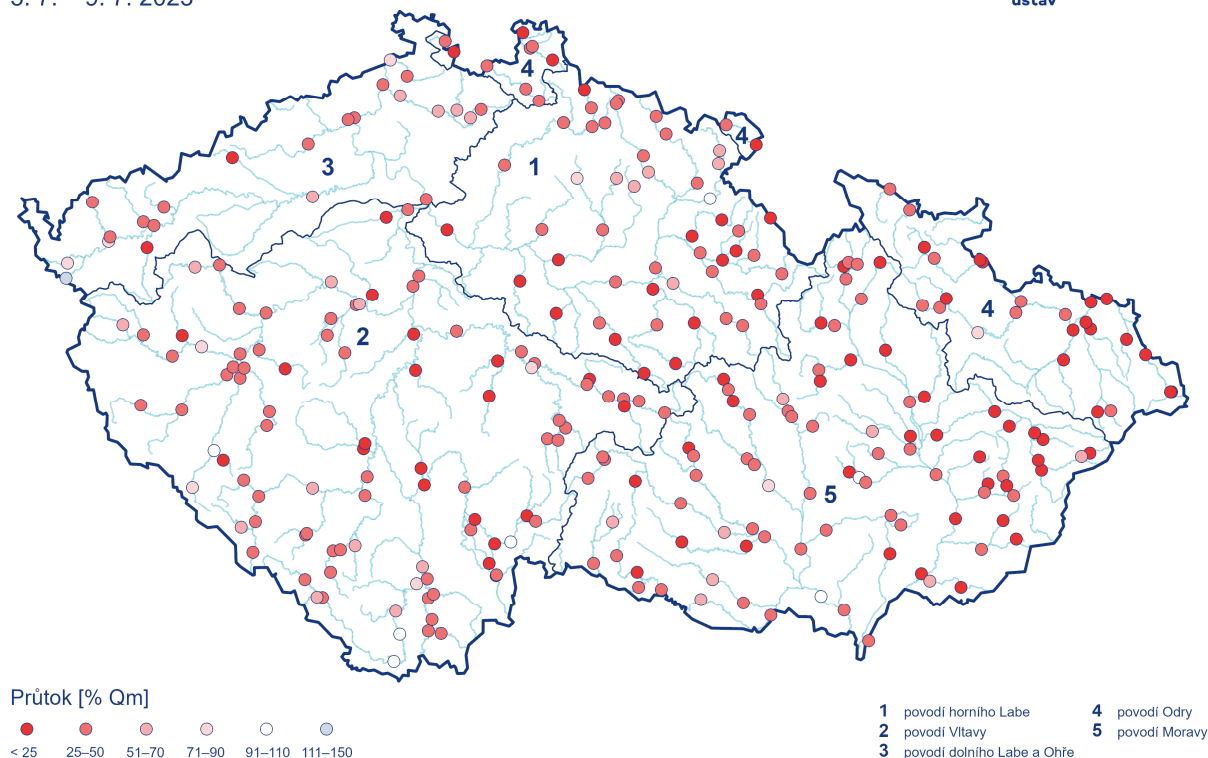 ústav
4
4
3
1
4
2
5
Průtok [% Qm]
< 25
25–50
51–70
71–90
91–110
111–150
1 povodí horního Labe
2 povodí Vltavy
3 povodí dolního Labe a Ohře
4 povodí Odry
5 povodí Moravy